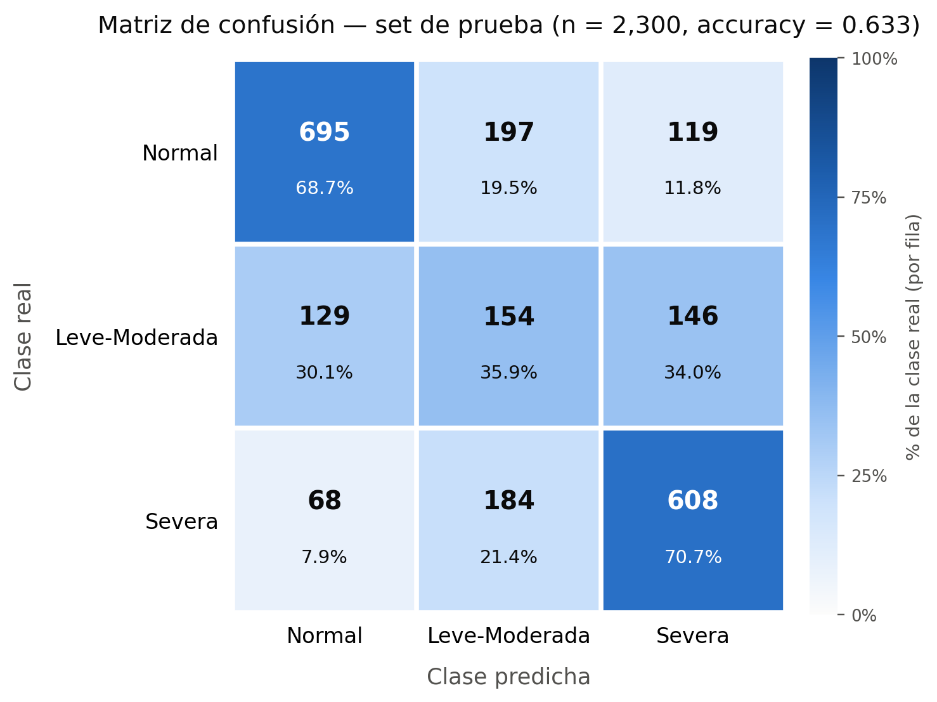 Matriz de confusión — set de prueba (n = 2,300, accuracy = 0.633)
100%
Normal
695
197
119
68.7%
19.5%
11.8%
75%
Clase real
Leve-Moderada
129
154
146
30.1%
35.9%
34.0%
50%
% de la clase real (por fila)
25%
Severa
68
184
608
7.9%
21.4%
70.7%
0%
Normal
Leve-Moderada
Severa
Clase predicha